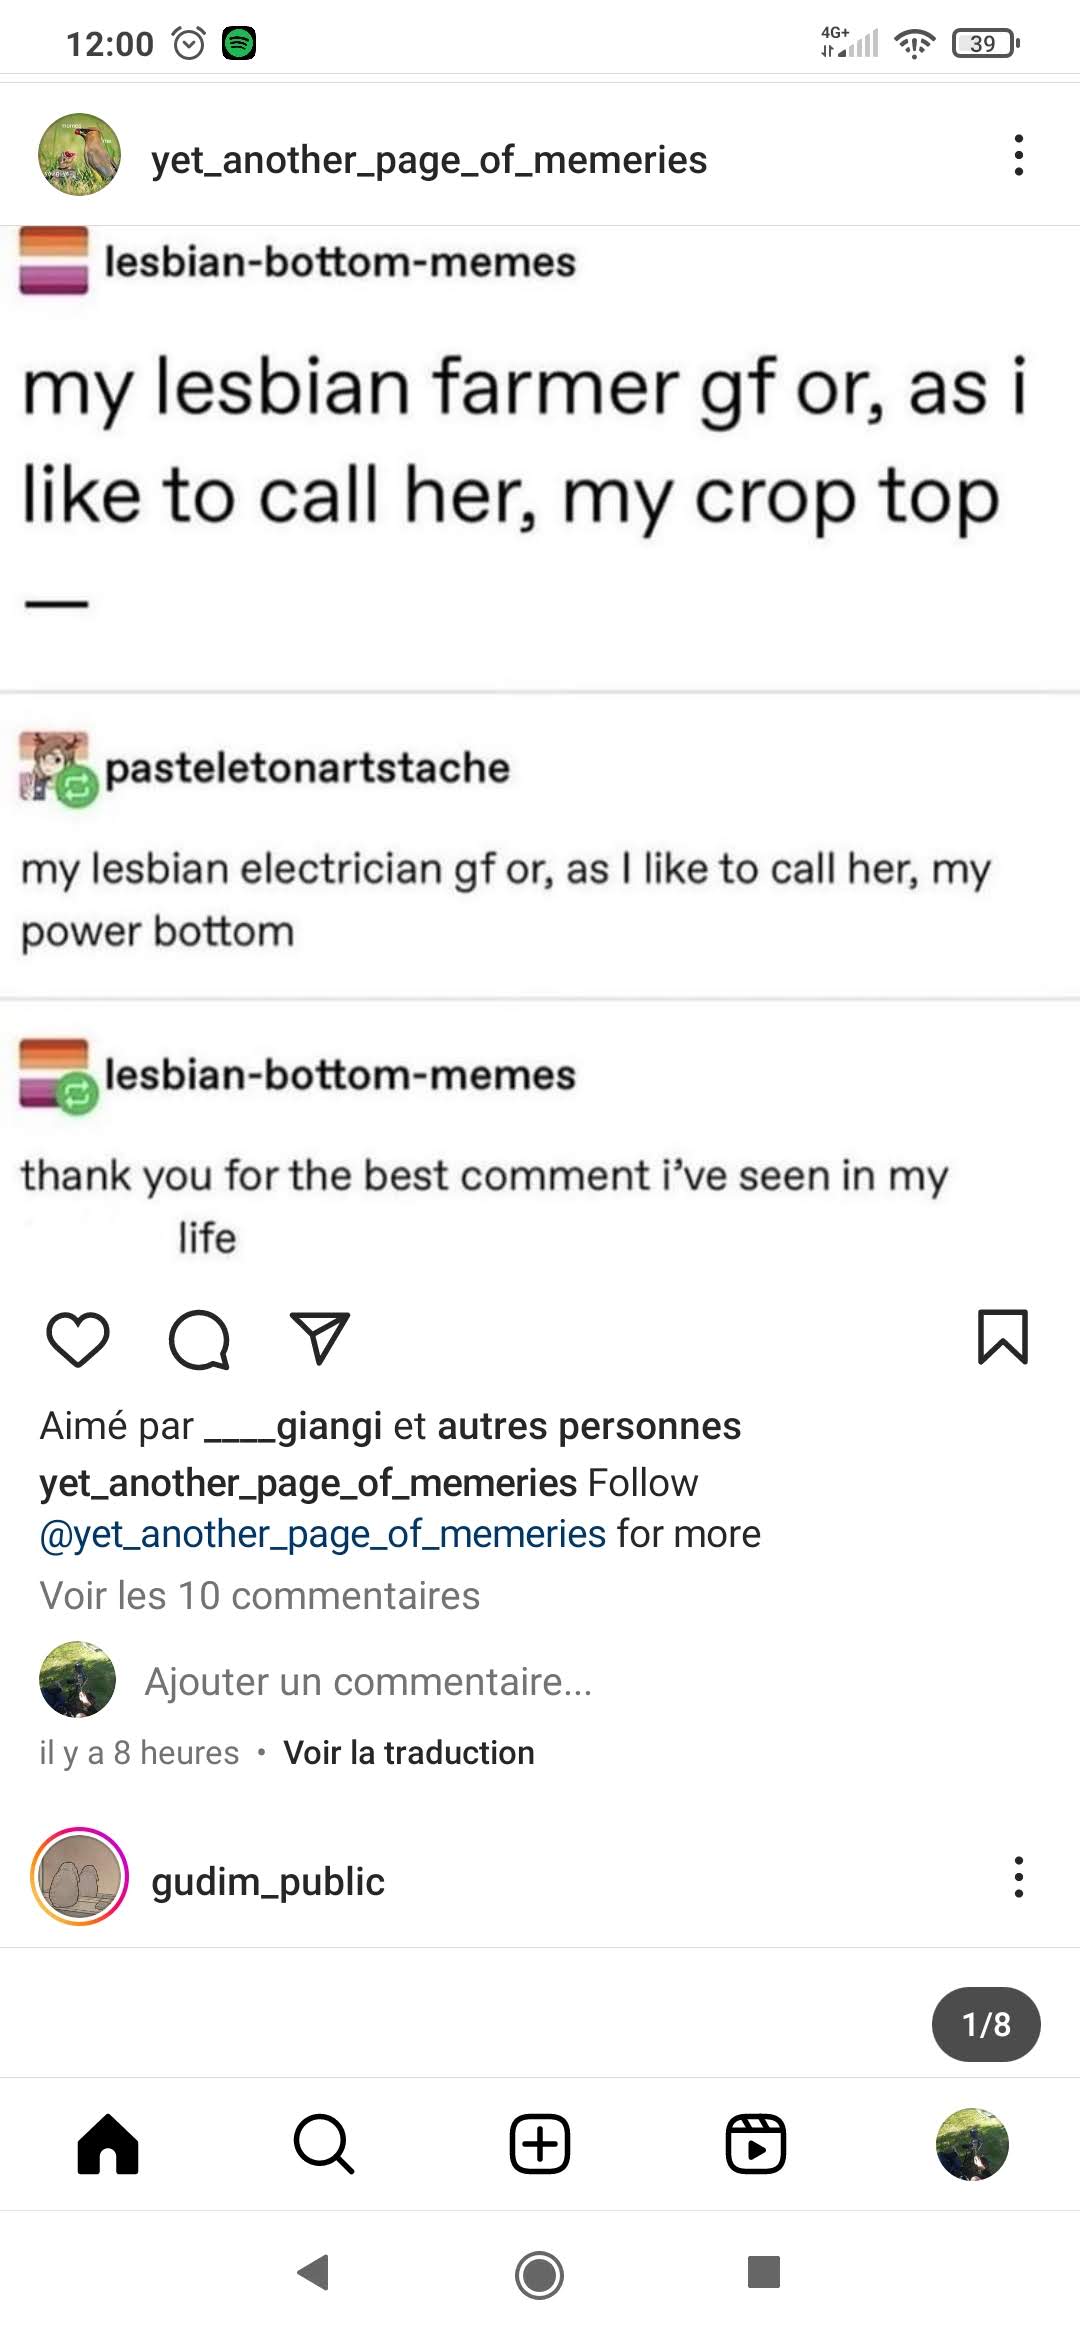 12:00
4G+
39
yet_another_page_of_memeries
lesbian-bottom-memes
my lesbian farmer gf or, as i
like to call her, my crop top
—
pasteletonartstache
my lesbian electrician gf or, as I like to call her, my
power bottom
lesbian-bottom-memes
thank you for the best comment i've seen in my
life
Aimé par ____giangi et autres personnes
yet_another_page_of_memeries Follow
@yet_another_page_of_memeries for more
Voir les 10 commentaires
Ajouter un commentaire...
il y a 8 heures • Voir la traduction
gudim_public
1/8